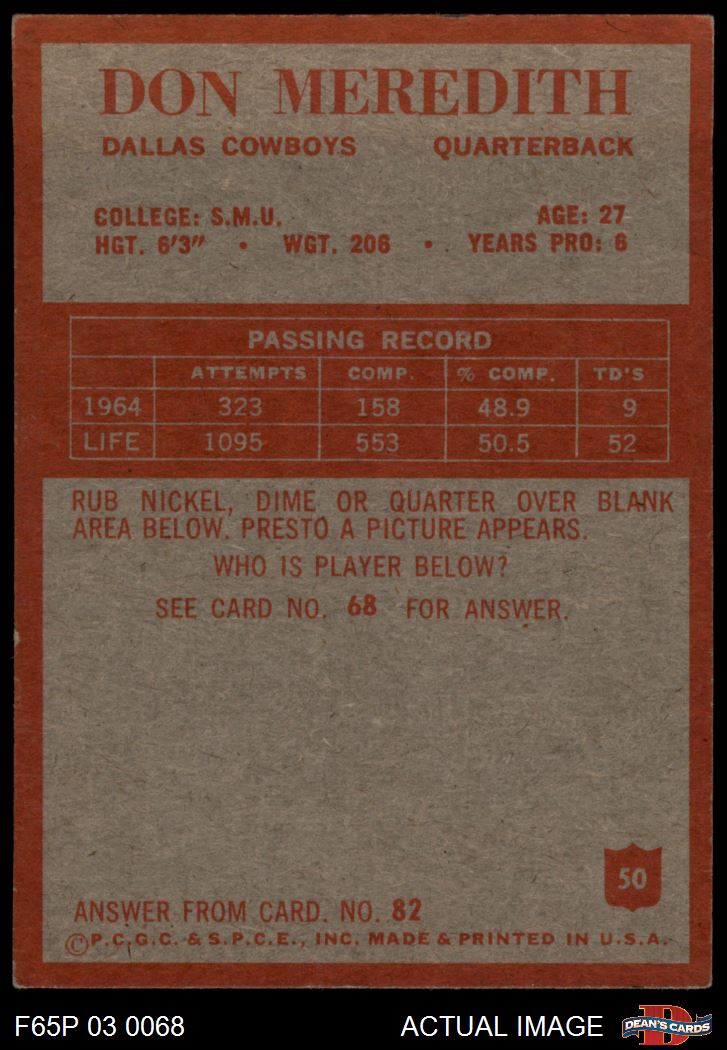 DON MEREDITH
DALLAS COWBOYS QUARTERBACK
COLLEGE: S.M.U. AGE: 27
HGT. 6'3" • WGT. 206 • YEARS PRO: 6
PASSING RECORD
ATTEMPTS COMP. % COMP. TD'S
1964 323 158 48.9 9
LIFE 1095 553 50.5 52
RUB NICKEL, DIME OR QUARTER OVER BLANK
AREA BELOW. PRESTO A PICTURE APPEARS.
WHO IS PLAYER BELOW?
SEE CARD NO. 68 FOR ANSWER.
50
ANSWER FROM CARD. NO. 82
©P.C.G.C. & S.P.C.E., INC. MADE & PRINTED IN U.S.A.
F65P 03 0068 ACTUAL IMAGE D DEAN'S CARDS